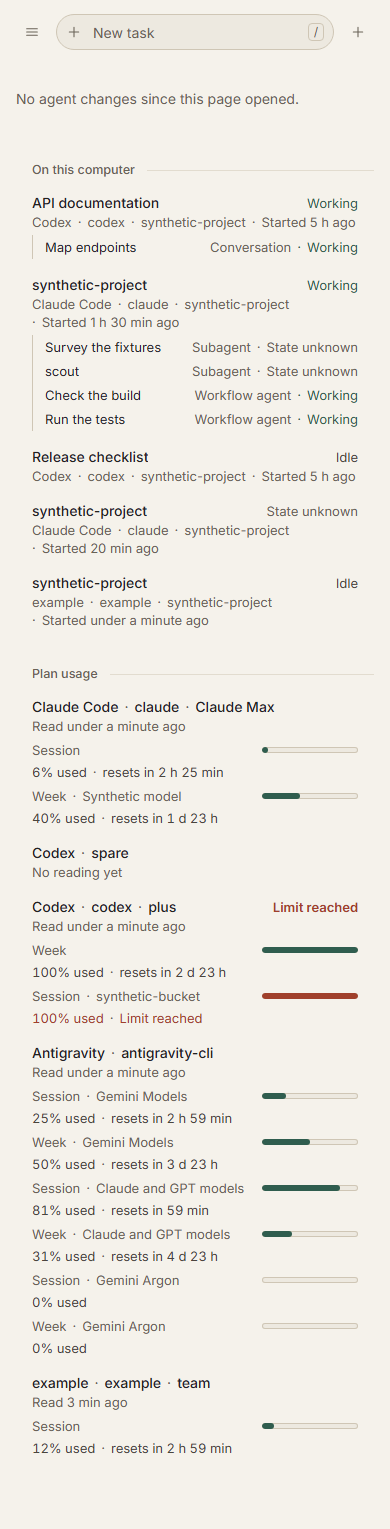 New task /
No agent changes since this page opened.
On this computer
API documentation Working
Codex · codex · synthetic-project · Started 5 h ago
Map endpoints Conversation · Working
synthetic-project Working
Claude Code · claude · synthetic-project
· Started 1 h 30 min ago
Survey the fixtures Subagent · State unknown
scout Subagent · State unknown
Check the build Workflow agent · Working
Run the tests Workflow agent · Working
Release checklist Idle
Codex · codex · synthetic-project · Started 5 h ago
synthetic-project State unknown
Claude Code · claude · synthetic-project
· Started 20 min ago
synthetic-project Idle
example · example · synthetic-project
· Started under a minute ago
Plan usage
Claude Code · claude · Claude Max
Read under a minute ago
Session
6% used · resets in 2 h 25 min
Week · Synthetic model
40% used · resets in 1 d 23 h
Codex · spare
No reading yet
Codex · codex · plus Limit reached
Read under a minute ago
Week
100% used · resets in 2 d 23 h
Session · synthetic-bucket
100% used · Limit reached
Antigravity · antigravity-cli
Read under a minute ago
Session · Gemini Models
25% used · resets in 2 h 59 min
Week · Gemini Models
50% used · resets in 3 d 23 h
Session · Claude and GPT models
81% used · resets in 59 min
Week · Claude and GPT models
31% used · resets in 4 d 23 h
Session · Gemini Argon
0% used
Week · Gemini Argon
0% used
example · example · team
Read 3 min ago
Session
12% used · resets in 2 h 59 min